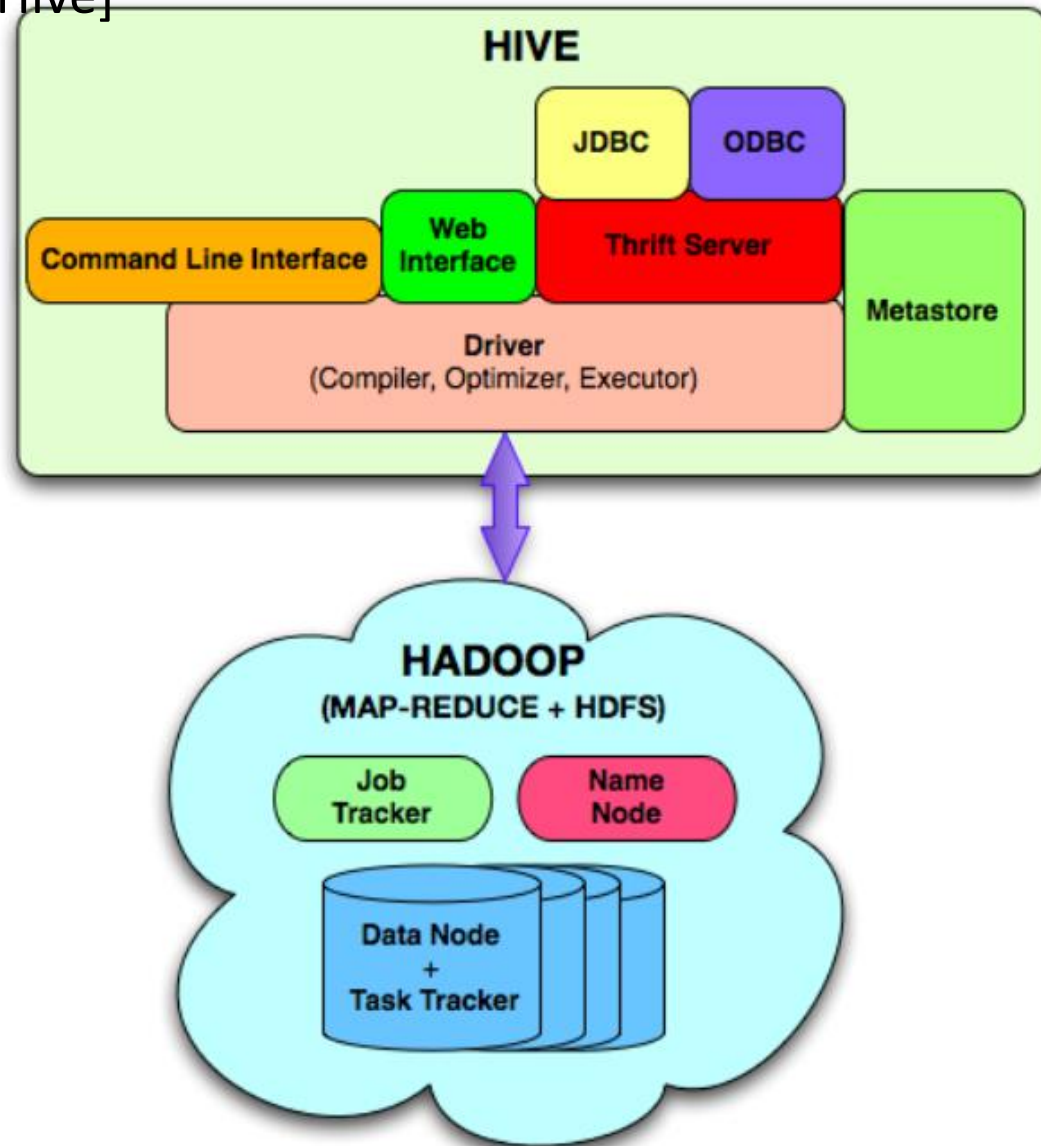 Hive]
HIVE
JDBC
ODBC
Command Line Interface
Web
Interface
Thrift Server
Metastore
Driver
(Compiler, Optimizer, Executor)
HADOOP
(MAP-REDUCE + HDFS)
Job
Tracker
Name
Node
Data Node
+
Task Tracker